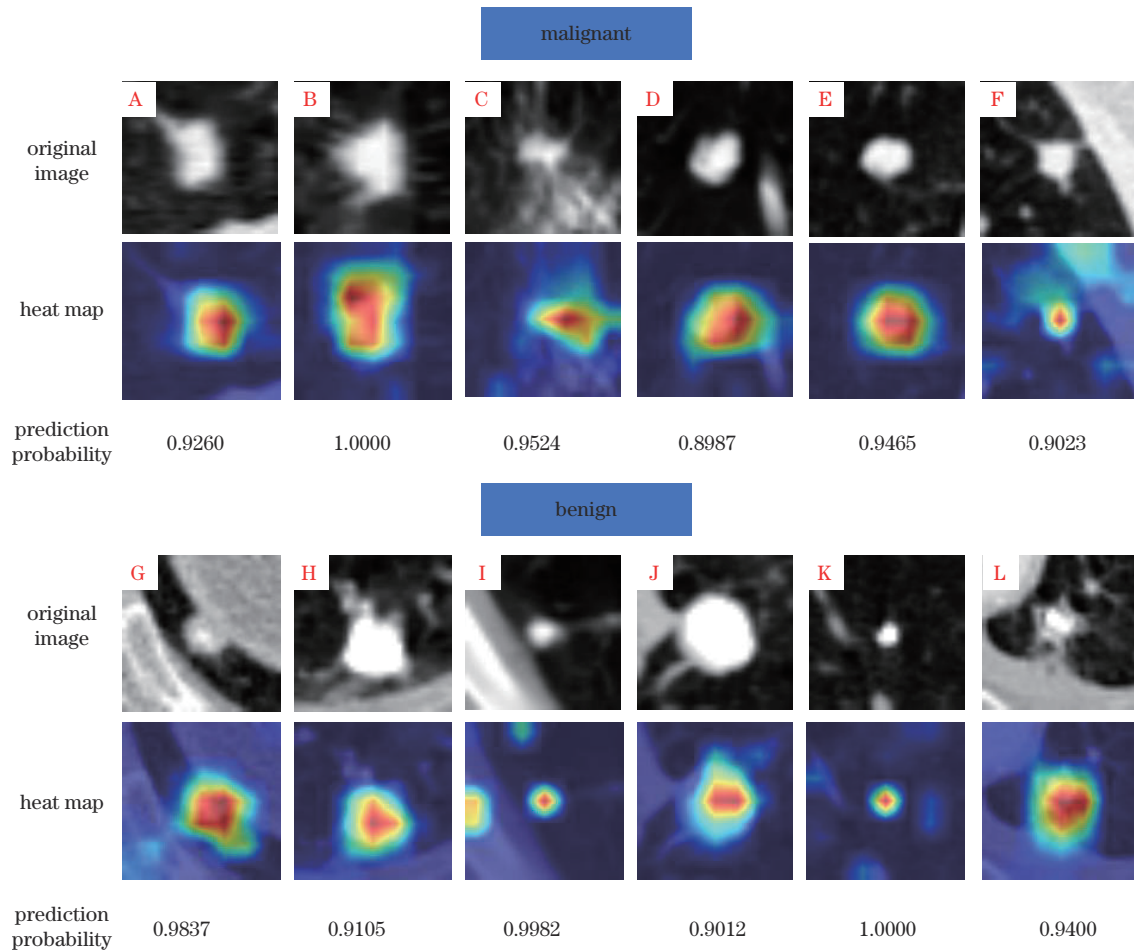 malignant
A B C D E F
original
image
heat map
prediction
probability
0.9260 1.0000 0.9524 0.8987 0.9465 0.9023
benign
G H I J K L
original
image
heat map
prediction
probability
0.9837 0.9105 0.9982 0.9012 1.0000 0.9400